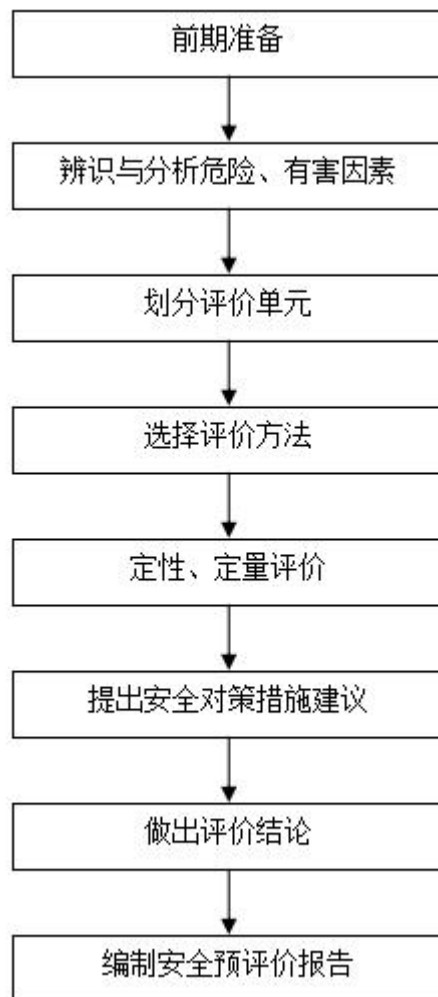 前期准备
辨识与分析危险、有害因素
划分评价单元
选择评价方法
定性、定量评价
提出安全对策措施建议
做出评价结论
编制安全预评价报告